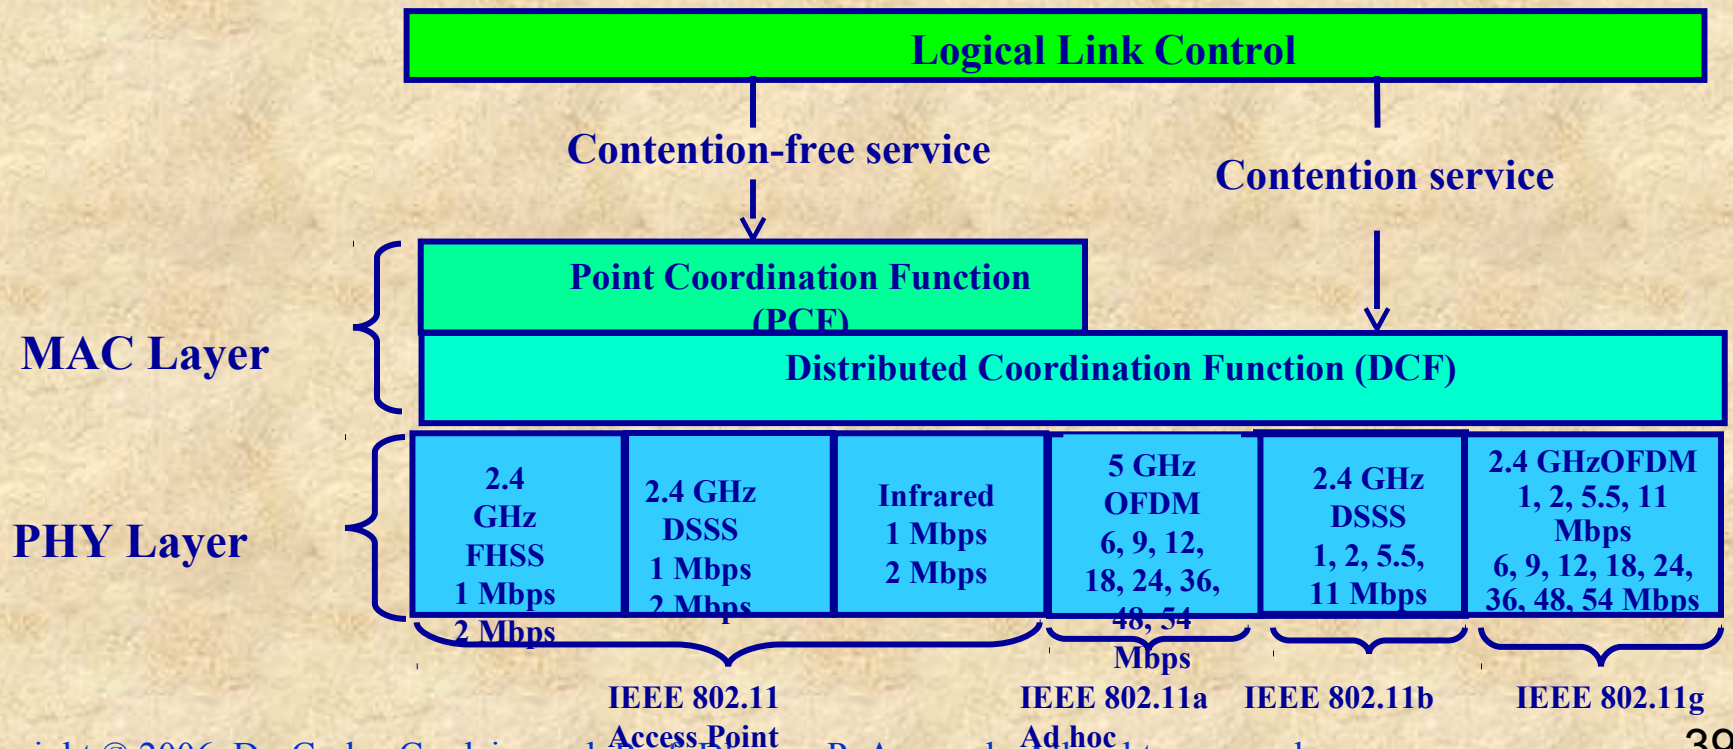 Logical Link Control
Contention-free service
Contention service
Point Coordination Function
(PCF)
MAC Layer
Distributed Coordination Function (DCF)
PHY Layer
2.4
GHz
FHSS
1 Mbps
2 Mbps
2.4 GHz
DSSS
1 Mbps
2 Mbps
Infrared
1 Mbps
2 Mbps
5 GHz
OFDM
6, 9, 12,
18, 24, 36,
48, 54
Mbps
2.4 GHz
DSSS
1, 2, 5.5,
11 Mbps
2.4 GHzOFDM
1, 2, 5.5, 11
Mbps
6, 9, 12, 18, 24,
36, 48, 54 Mbps
IEEE 802.11
Access Point
IEEE 802.11a
Ad hoc
IEEE 802.11b
IEEE 802.11g
© 2006, Dr.
39